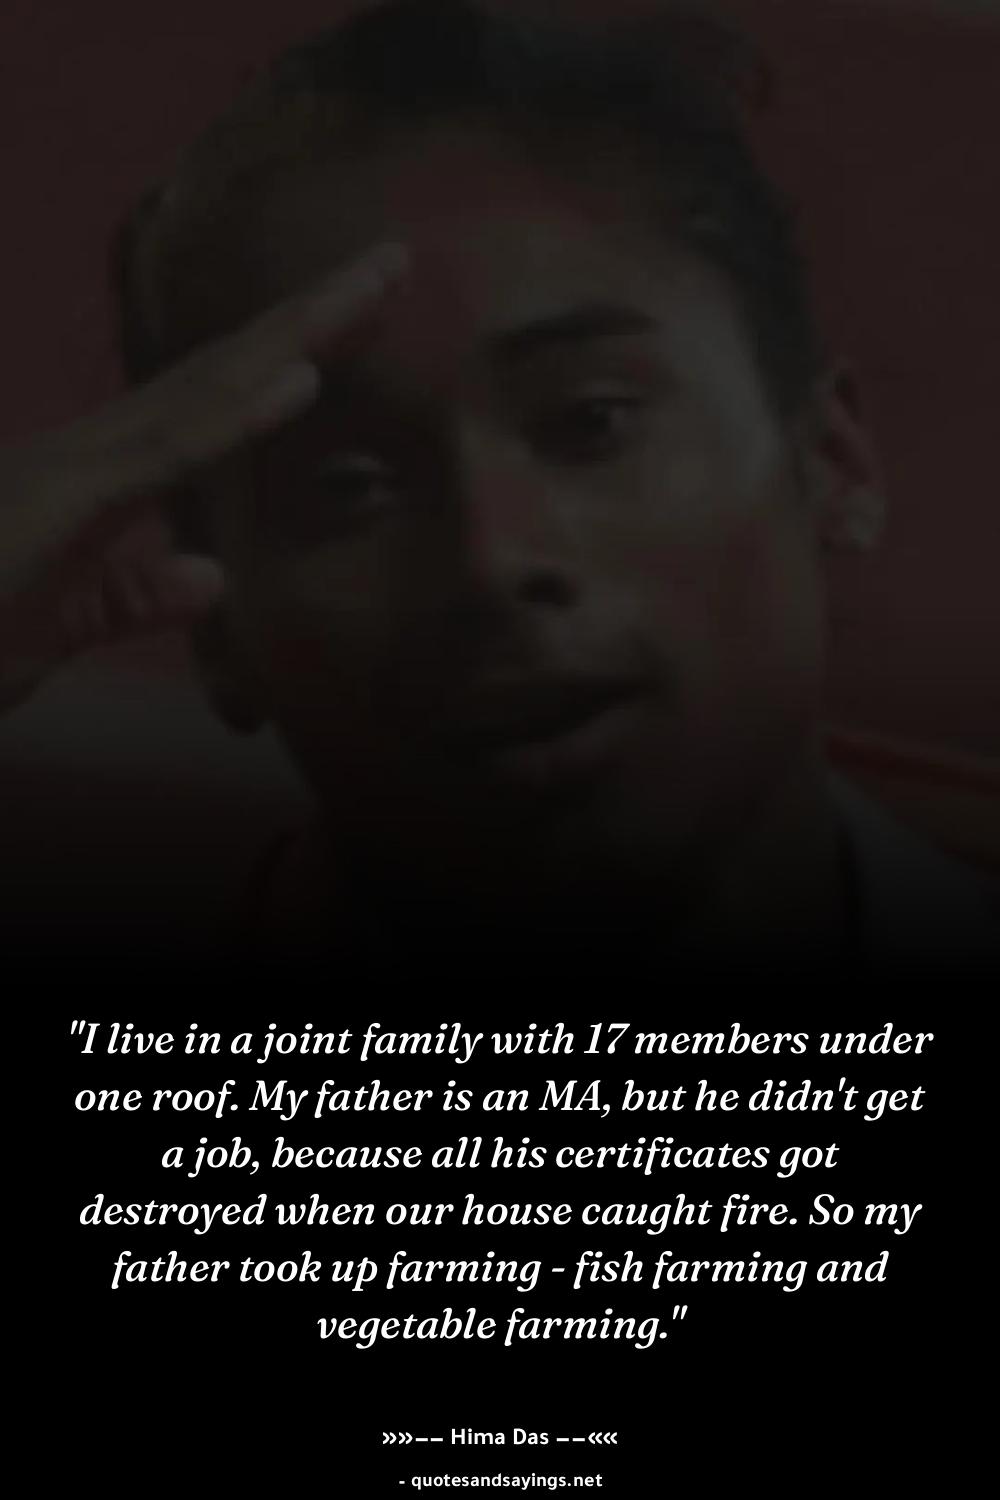 "I live in a joint family with 17 members under
one roof. My father is an MA, but he didn't get
a job, because all his certificates got
destroyed when our house caught fire. So my
father took up farming - fish farming and
vegetable farming."
»»–– Hima Das ––««
- quotesandsayings.net